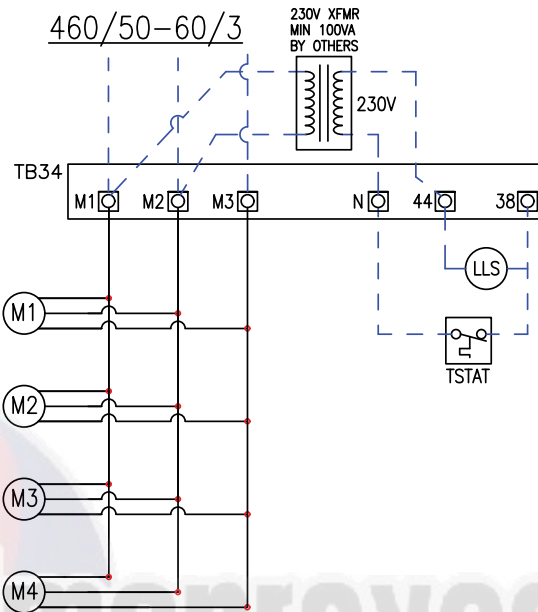 460/50-60/3
230V XFMR
MIN 100VA
BY OTHERS
230V
TB34
M1 M2 M3 N 44 38
LLS
M1
TSTAT
M2
M3
M4